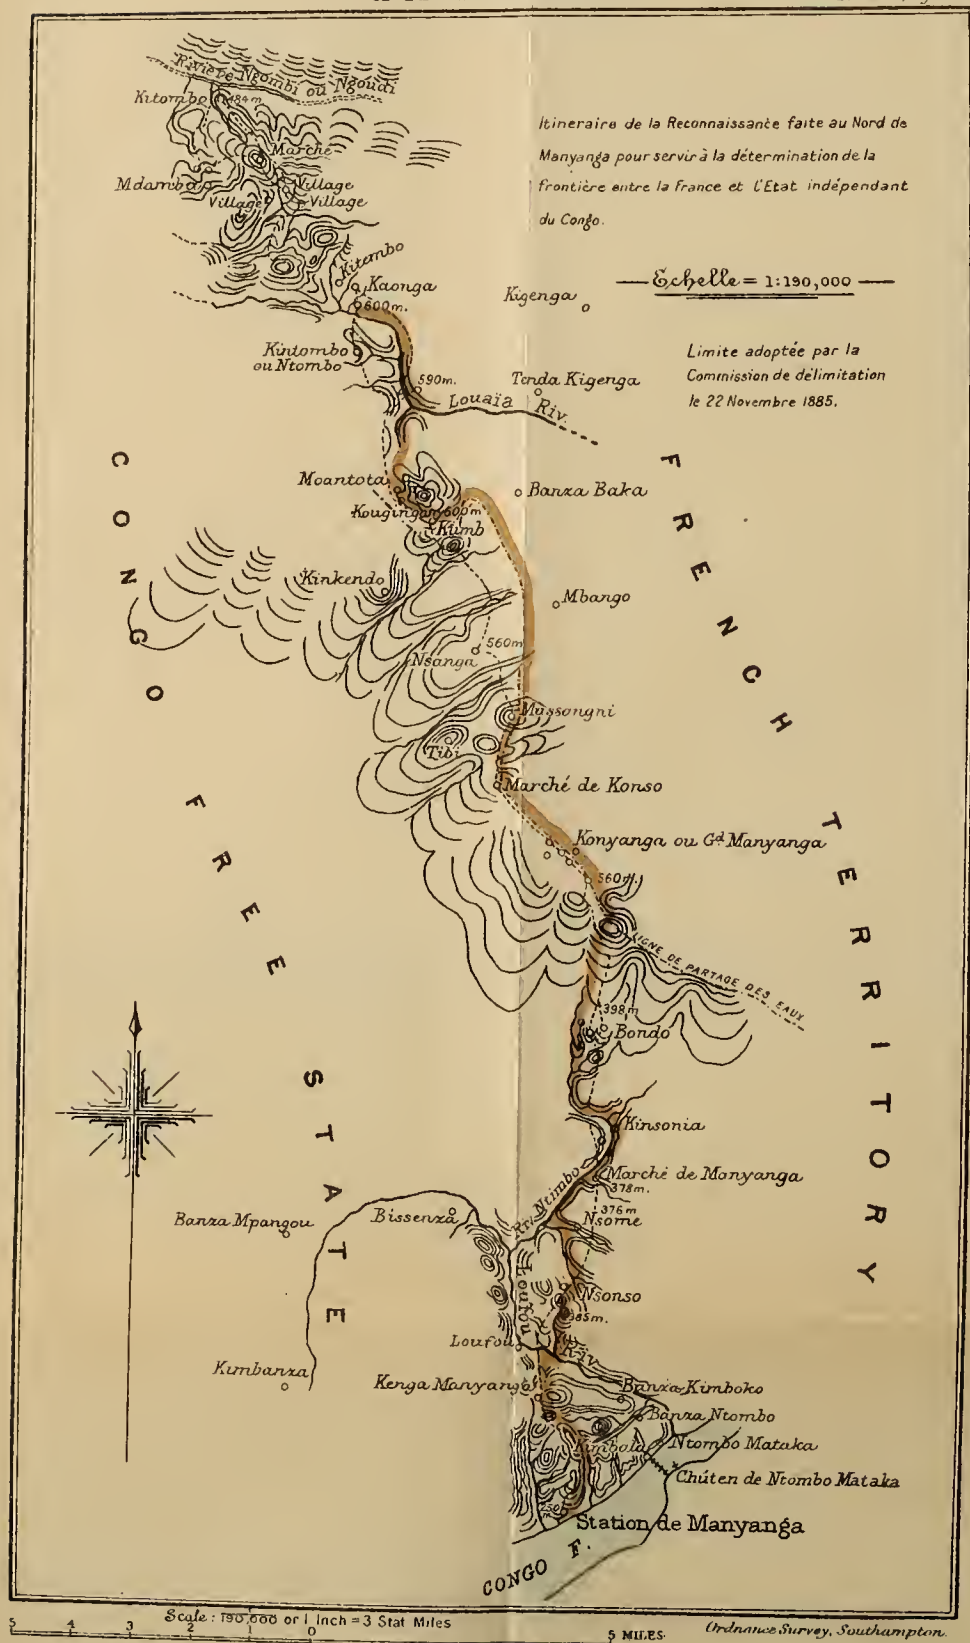 Rivière Ngombi ou Ngoudi
Kitombo
484m
Marché
Mdamba
Village
Village
Village
Kitembo
Kaonga
600m.
Itineraire de la Reconnaissance faite au Nord de
Manyanga pour servir à la détermination de la
frontière entre la France et l'Etat indépendant
du Congo.
Echelle = 1:190,000
Kigenga
Limite adoptée par la
Commission de délimitation
le 22 Novembre 1885.
Kintombo
ou Ntombo
590m.
Tenda Kigenga
Louaïa Riv.
CONGO FREE STATE
FRENCH TERRITORY
Moantota
Banza Baka
Kouginga
600m
Kumb
Kinkendo
Mbango
560m
Nsanga
Mussongni
Tibi
Marché de Konso
Konyanga ou Gd Manyanga
560m.
LIGNE DE PARTAGE DES EAUX
398m
Bondo
Kinsonia
Riv. Ntimbo
Marché de Manyanga
378m.
376m
Nsome
Banza Mpangou
Bissenza
Loufou
Riv.
Nsonso
385m.
Loufou
Kimbanza
Kenga Manyanga
Banza-Kimboko
Banza Ntombo
Kimbola
Ntombo Mataka
Chúten de Ntombo Mataka
250
m
Station de Manyanga
CONGO F.
Scale : 190,000 or 1 Inch = 3 Stat Miles
5 4 3 2 1 0
5 MILES.
Ordnance Survey, Southampton.